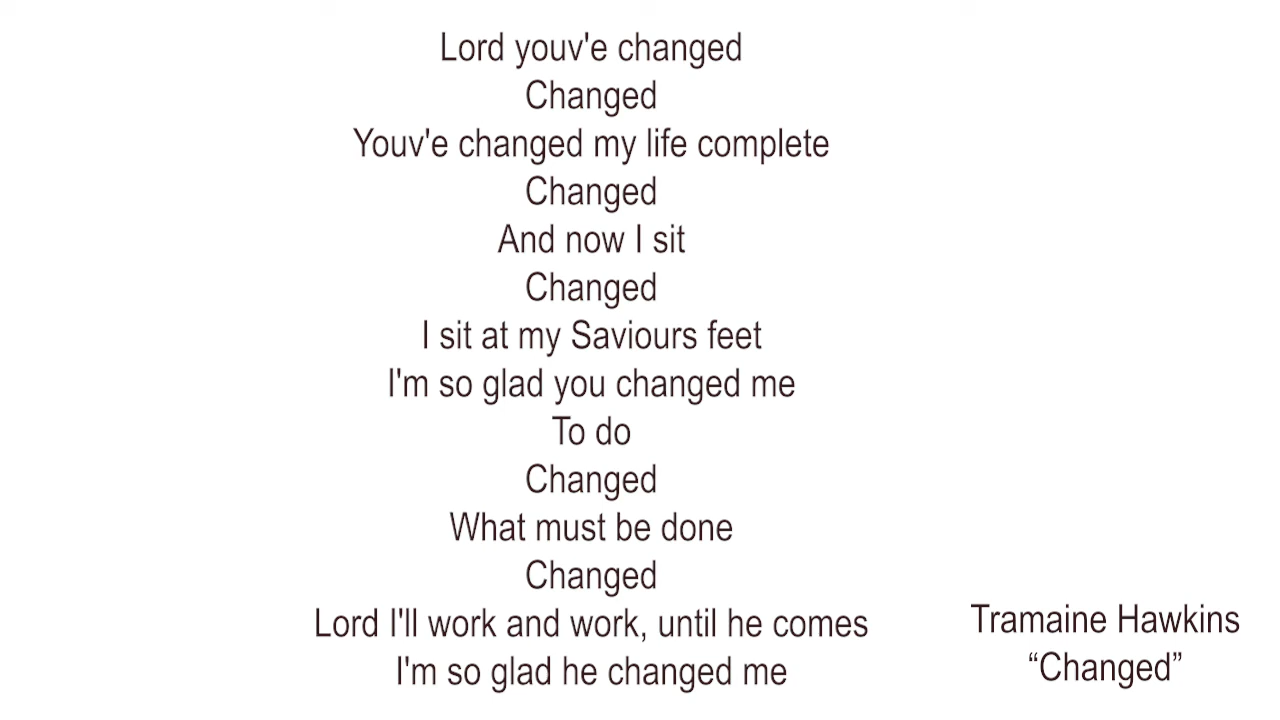 Lord youv'e changed
Changed
Youv'e changed my life complete
Changed
And now I sit
Changed
I sit at my Saviours feet
I'm so glad you changed me
To do
Changed
What must be done
Changed
Lord I'll work and work, until he comes
I'm so glad he changed me
Tramaine Hawkins
“Changed”